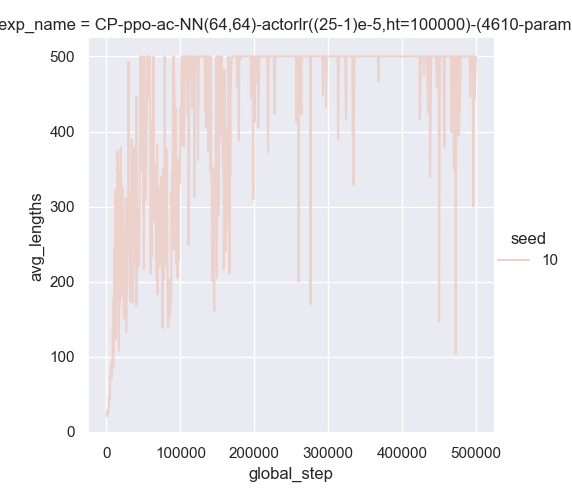 exp_name = CP-ppo-ac-NN(64,64)-actorlr((25-1)e-5,ht=100000)-(4610-param
500
400
300
200
100
0
avg_lengths
0 100000 200000 300000 400000 500000
global_step
seed
10